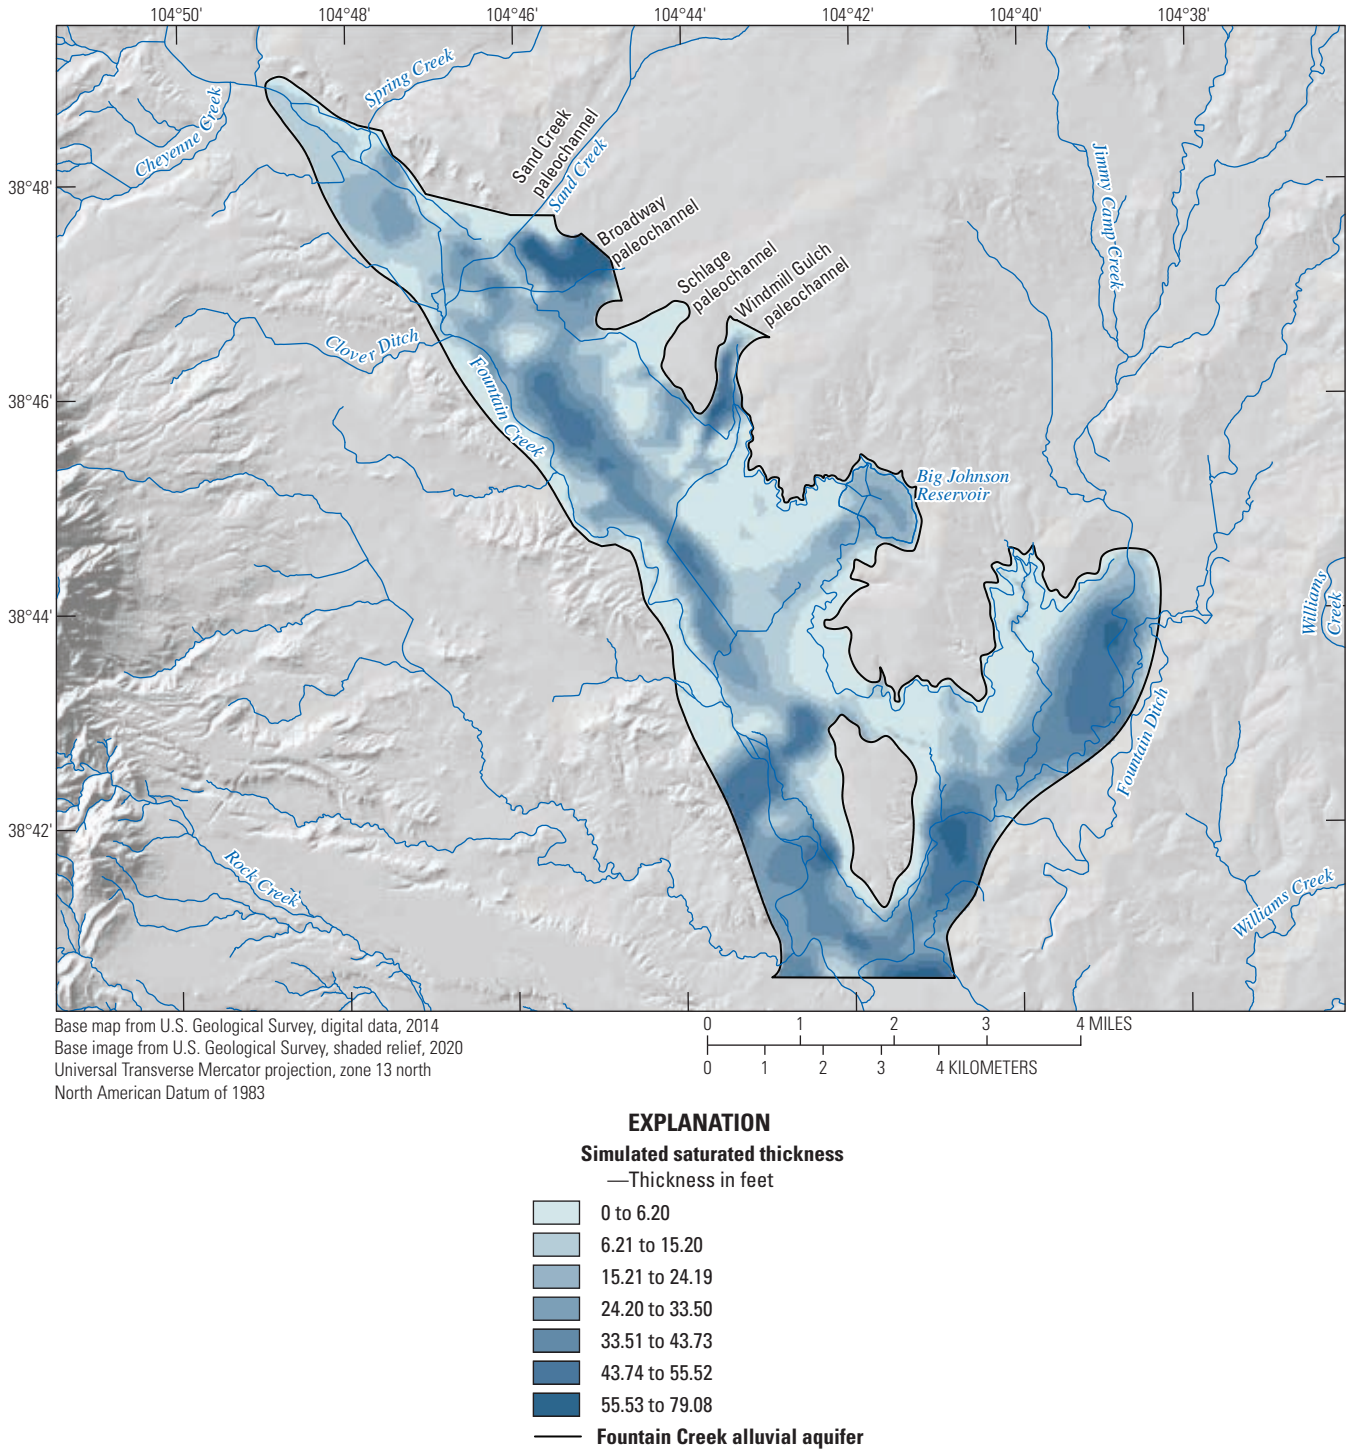 104°50' 104°48' 104°46' 104°44' 104°42' 104°40' 104°38'
38°48'
38°46'
38°44'
38°42'
Spring Creek
Cheyenne Creek
Sand Creek
paleochannel
Sand Creek
Broadway
paleochannel
Schlage
paleochannel
Windmill Gulch
paleochannel
Jimmy Camp Creek
Clover Ditch
Fountain Creek
Big Johnson
Reservoir
Williams
Creek
Fountain Ditch
Rock Creek
Williams Creek
Base map from U.S. Geological Survey, digital data, 2014
Base image from U.S. Geological Survey, shaded relief, 2020
Universal Transverse Mercator projection, zone 13 north
North American Datum of 1983
0 1 2 3 4 MILES
0 1 2 3 4 KILOMETERS
EXPLANATION
Simulated saturated thickness
—Thickness in feet
0 to 6.20
6.21 to 15.20
15.21 to 24.19
24.20 to 33.50
33.51 to 43.73
43.74 to 55.52
55.53 to 79.08
Fountain Creek alluvial aquifer